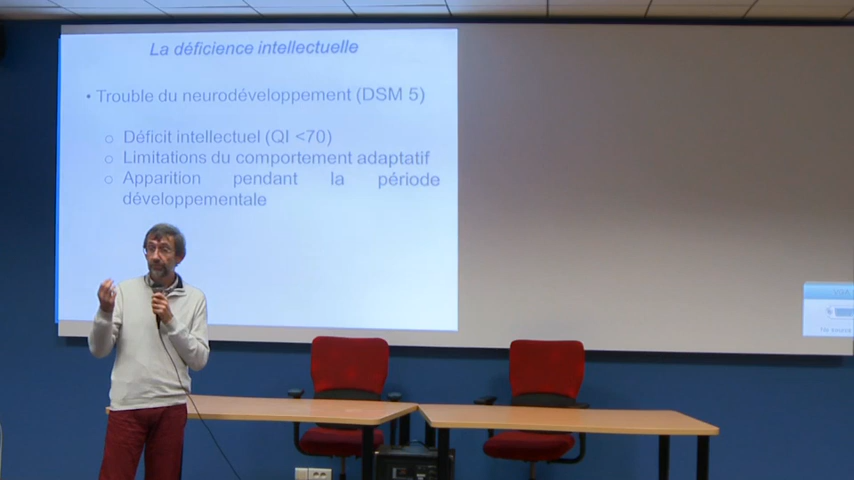 La déficience intellectuelle
• Trouble du neurodéveloppement (DSM 5)
o Déficit intellectuel (QI <70)
o Limitations du comportement adaptatif
o Apparition pendant la période
développementale
VGA